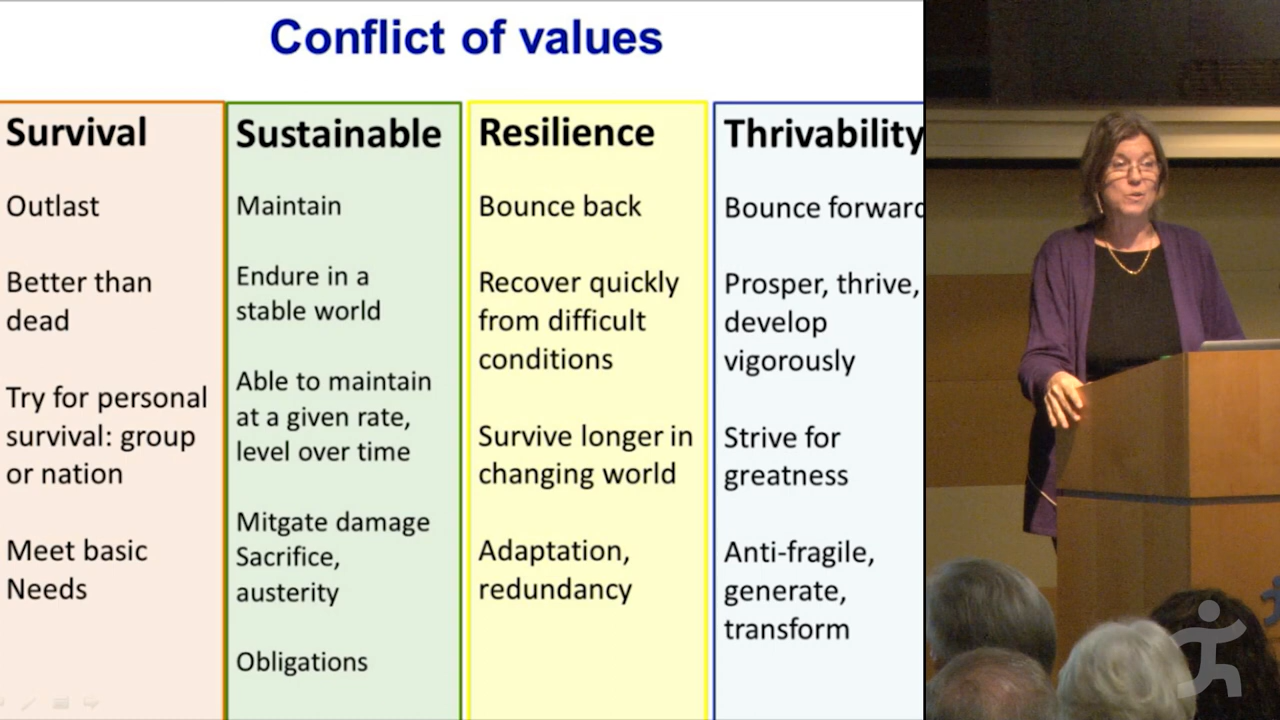 Conflict of values
Survival
Outlast
Better than
dead
Try for personal
survival: group
or nation
Meet basic
Needs
Sustainable
Maintain
Endure in a
stable world
Able to maintain
at a given rate,
level over time
Mitgate damage
Sacrifice,
austerity
Obligations
Resilience
Bounce back
Recover quickly
from difficult
conditions
Survive longer in
changing world
Adaptation,
redundancy
Thrivability
Bounce forward
Prosper, thrive,
develop
vigorously
Strive for
greatness
Anti-fragile,
generate,
transform